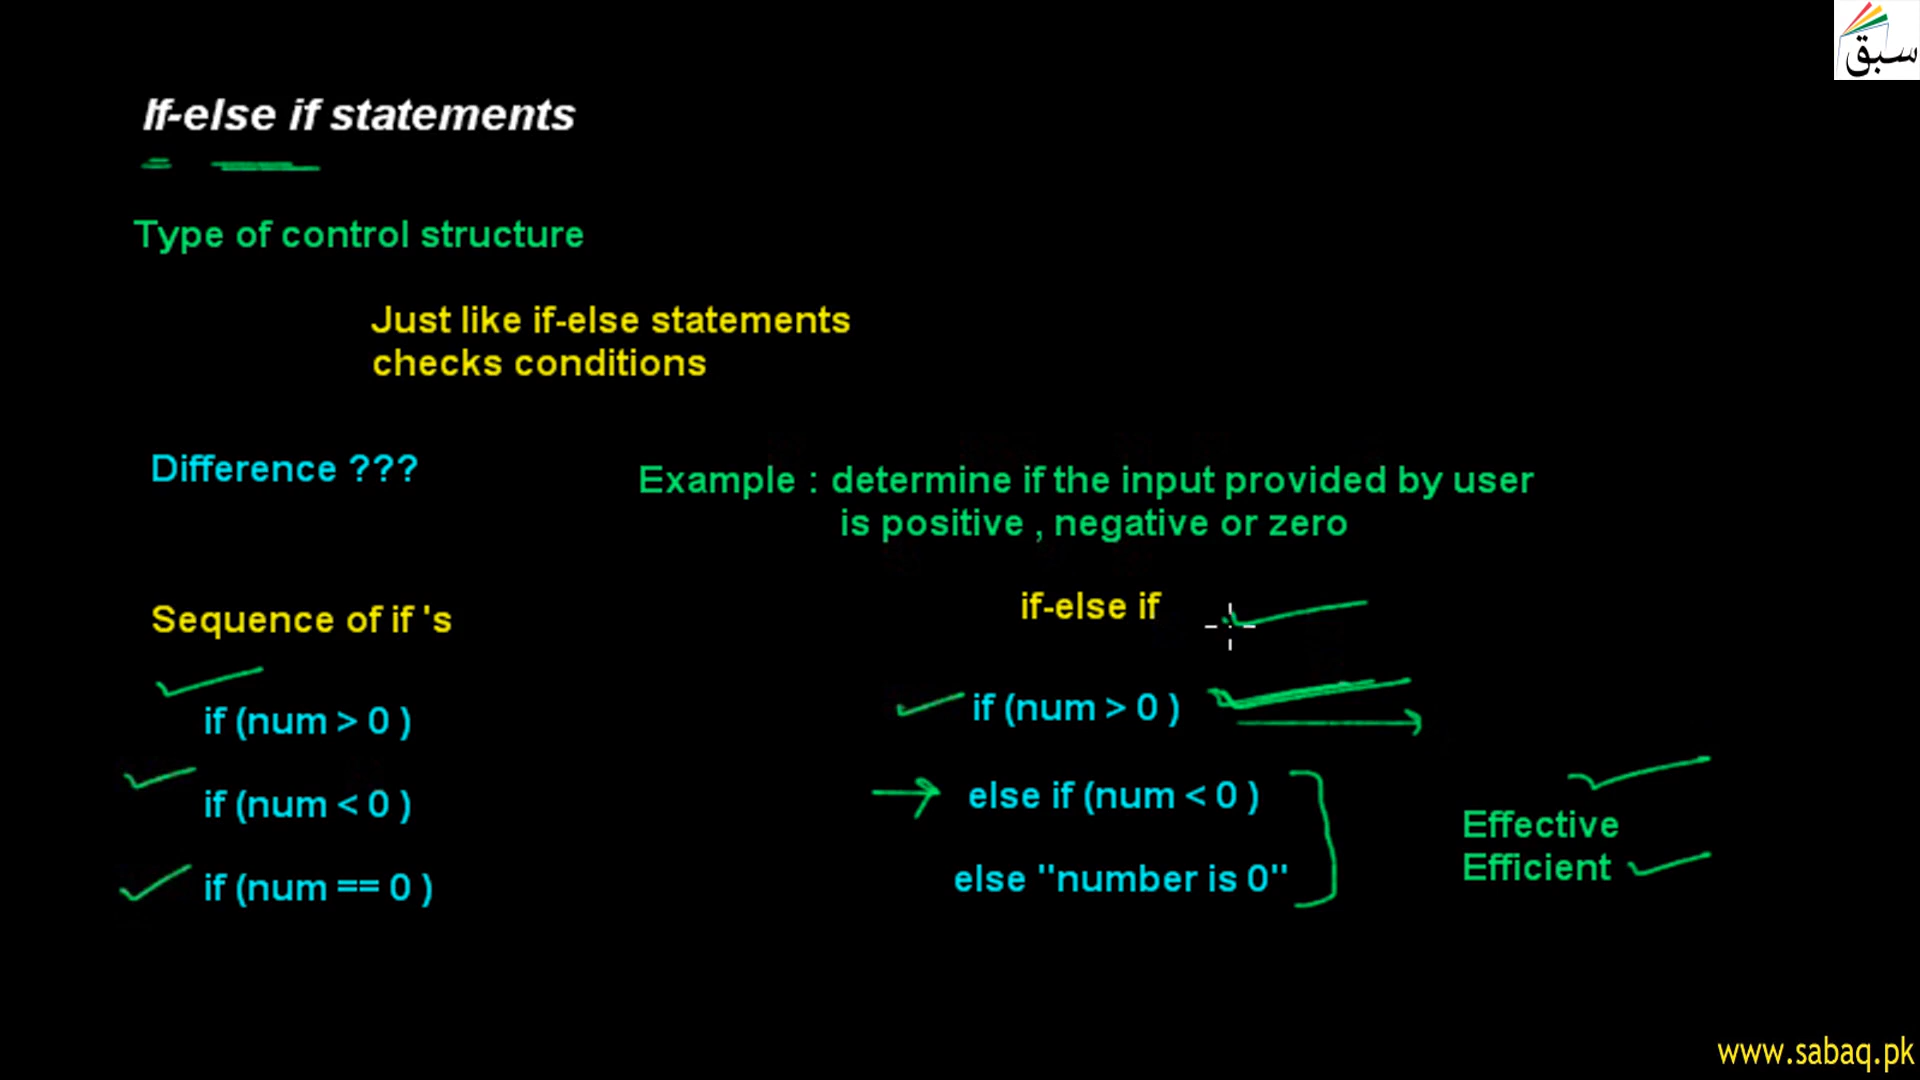 سبق
If-else if statements
Type of control structure
Just like if-else statements
checks conditions
Difference ???
Example : determine if the input provided by user
is positive , negative or zero
Sequence of if 's
if (num > 0 )
if (num < 0 )
if (num == 0 )
if-else if
if (num > 0 )
else if (num < 0 )
else "number is 0"
Effective
Efficient
www.sabaq.pk